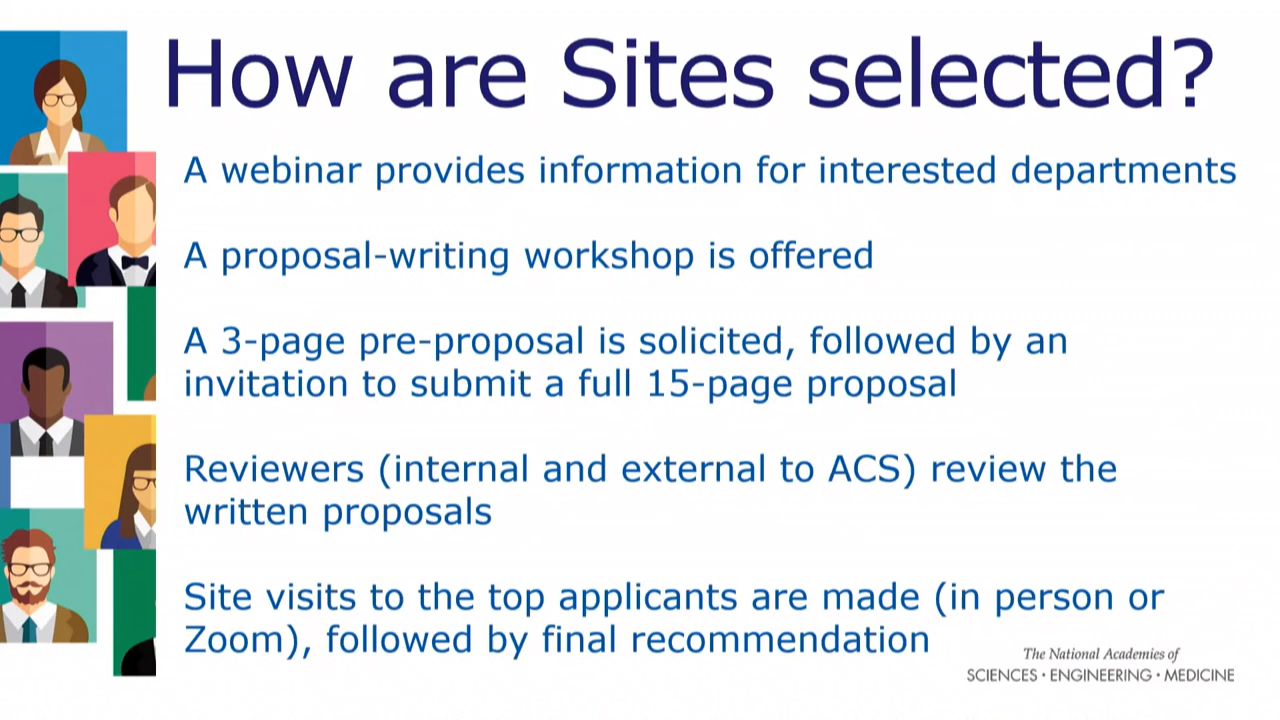 How are Sites selected?
A webinar provides information for interested departments
A proposal-writing workshop is offered
A 3-page pre-proposal is solicited, followed by an
invitation to submit a full 15-page proposal
Reviewers (internal and external to ACS) review the
written proposals
Site visits to the top applicants are made (in person or
Zoom), followed by final recommendation
The National Academies of
SCIENCES · ENGINEERING · MEDICINE